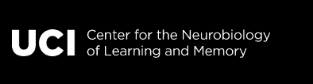 UCI Center for the Neurobiology
of Learning and Memory